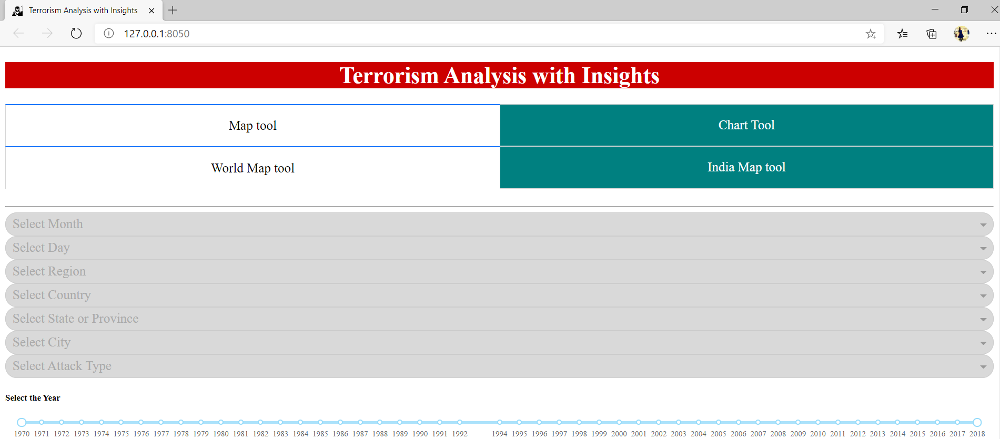 Terrorism Analysis with Insights
127.0.0.1:8050
Terrorism Analysis with Insights
Map tool Chart Tool
World Map tool India Map tool
Select Month
Select Day
Select Region
Select Country
Select State or Province
Select City
Select Attack Type
Select the Year
1970 1971 1972 1973 1974 1975 1976 1977 1978 1979 1980 1981 1982 1983 1984 1985 1986 1987 1988 1989 1990 1991 1992 1994 1995 1996 1997 1998 1999 2000 2001 2002 2003 2004 2005 2006 2007 2008 2009 2010 2011 2012 2013 2014 2015 2016 2017 2018